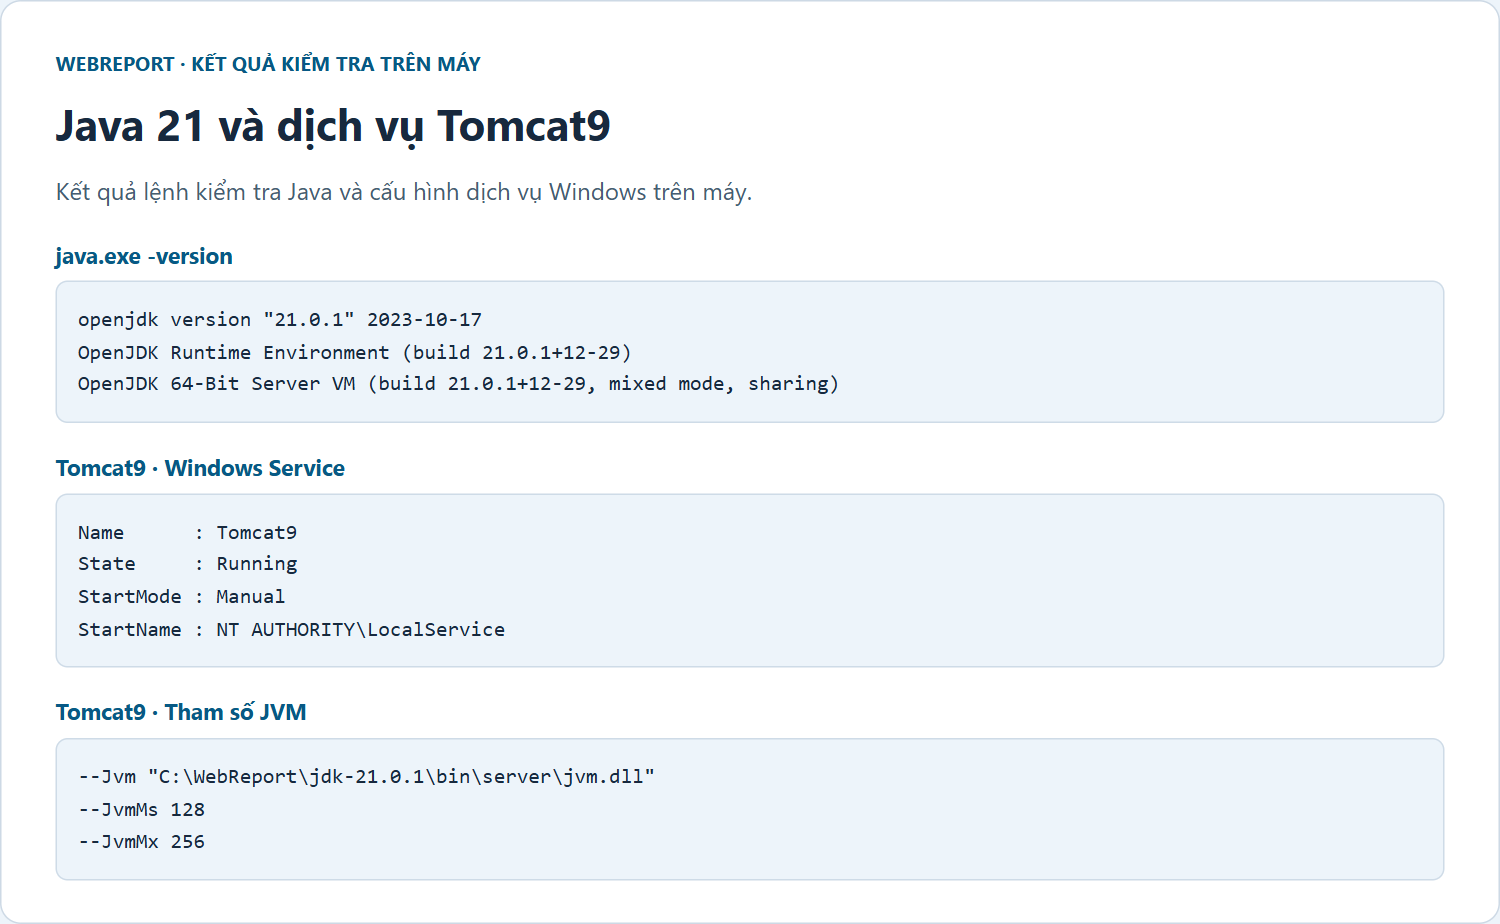 WEBREPORT · KẾT QUẢ KIỂM TRA TRÊN MÁY
Java 21 và dịch vụ Tomcat9
Kết quả lệnh kiểm tra Java và cấu hình dịch vụ Windows trên máy.
java.exe -version
openjdk version "21.0.1" 2023-10-17
OpenJDK Runtime Environment (build 21.0.1+12-29)
OpenJDK 64-Bit Server VM (build 21.0.1+12-29, mixed mode, sharing)
Tomcat9 · Windows Service
Name      : Tomcat9
State     : Running
StartMode : Manual
StartName : NT AUTHORITY\LocalService
Tomcat9 · Tham số JVM
--Jvm "C:\WebReport\jdk-21.0.1\bin\server\jvm.dll"
--JvmMs 128
--JvmMx 256